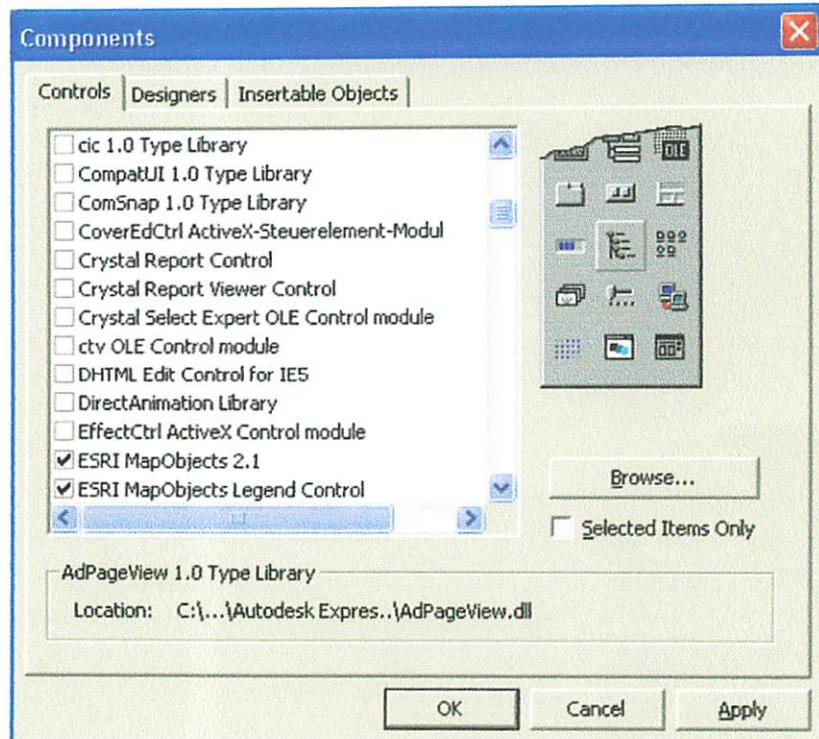 Components
Controls
Designers
Insertable Objects
cic 1.0 Type Library
CompatUI 1.0 Type Library
ComSnap 1.0 Type Library
CoverEdCtrl ActiveX-Steuerelement-Modul
Crystal Report Control
Crystal Report Viewer Control
Crystal Select Expert OLE Control module
ctv OLE Control module
DHTML Edit Control for IE5
DirectAnimation Library
EffectCtrl ActiveX Control module
ESRI MapObjects 2.1
ESRI MapObjects Legend Control
OLE
Browse...
Selected Items Only
AdPageView 1.0 Type Library
Location: C:\...\Autodesk Expres..\AdPageView.dll
OK
Cancel
Apply